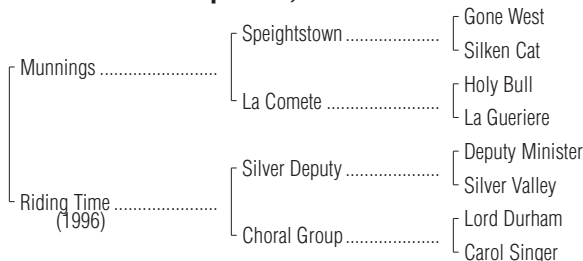 Gone West
Speightstown ....................
Silken Cat
Munnings .........................
Holy Bull
La Comete ........................
La Gueriere
Deputy Minister
Silver Deputy ....................
Silver Valley
Riding Time ......................
(1996)
Lord Durham
Choral Group ....................
Carol Singer